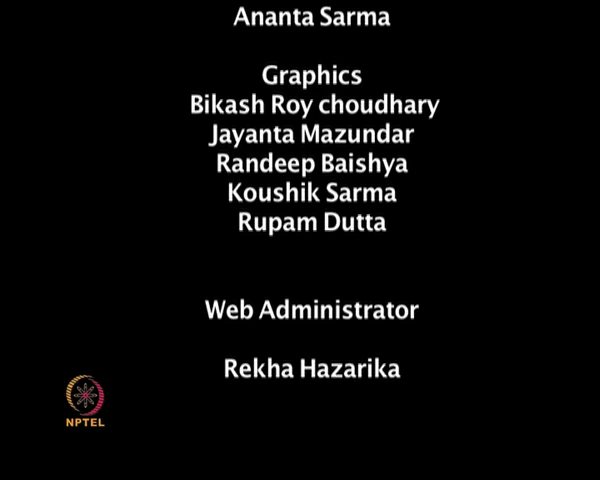 Ananta Sarma
Graphics
Bikash Roy choudhary
Jayanta Mazundar
Randeep Baishya
Koushik Sarma
Rupam Dutta
Web Administrator
Rekha Hazarika
NPTEL